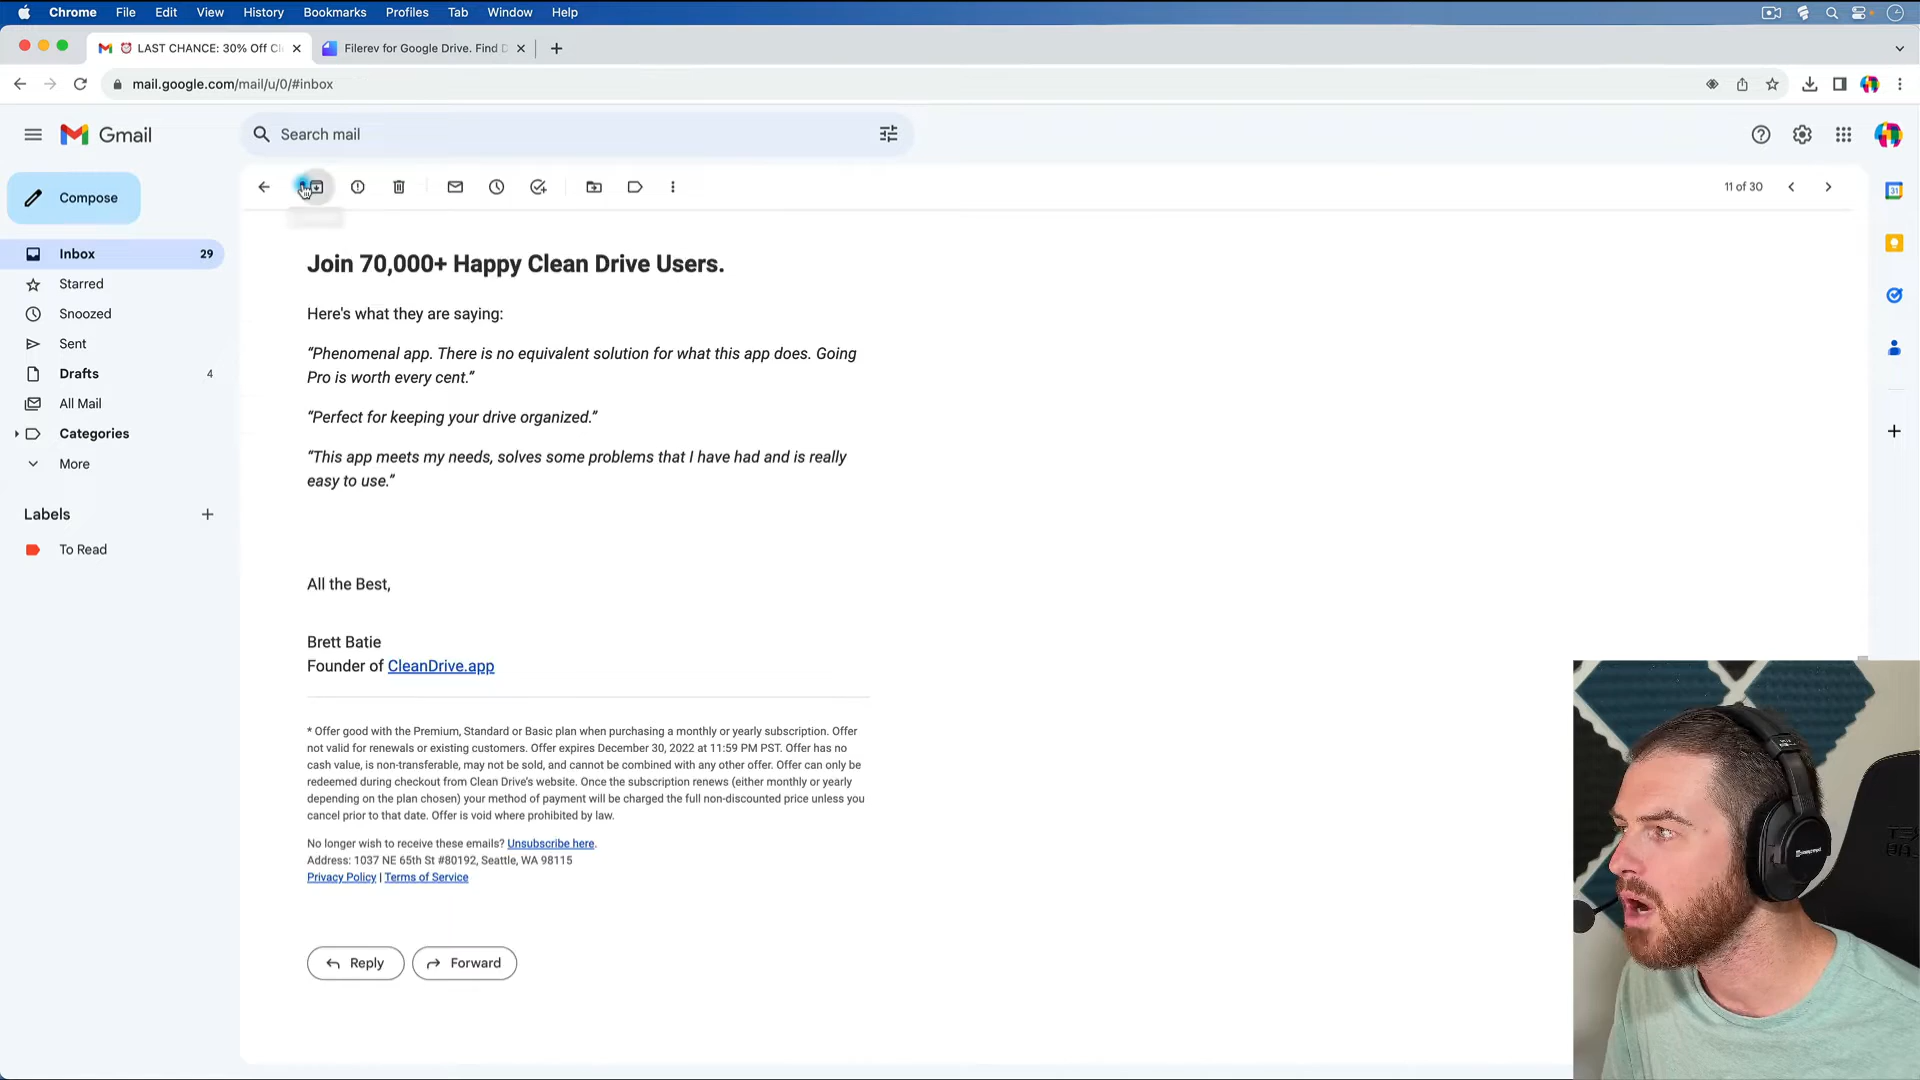 Chrome File Edit View History Bookmarks Profiles Tab Window Help
LAST CHANCE: 30% Off Cl
Filerev for Google Drive. Find D
mail.google.com/mail/u/0/#inbox
Gmail
Search mail
Compose
11 of 30
Inbox 29
Starred
Snoozed
Sent
Drafts 4
All Mail
Categories
More
Labels
To Read
Join 70,000+ Happy Clean Drive Users.
Here's what they are saying:
“Phenomenal app. There is no equivalent solution for what this app does. Going
Pro is worth every cent.”
“Perfect for keeping your drive organized.”
“This app meets my needs, solves some problems that I have had and is really
easy to use.”
All the Best,
Brett Batie
Founder of CleanDrive.app
* Offer good with the Premium, Standard or Basic plan when purchasing a monthly or yearly subscription. Offer
not valid for renewals or existing customers. Offer expires December 30, 2022 at 11:59 PM PST. Offer has no
cash value, is non-transferable, may not be sold, and cannot be combined with any other offer. Offer can only be
redeemed during checkout from Clean Drive's website. Once the subscription renews (either monthly or yearly
depending on the plan chosen) your method of payment will be charged the full non-discounted price unless you
cancel prior to that date. Offer is void where prohibited by law.
No longer wish to receive these emails? Unsubscribe here.
Address: 1037 NE 65th St #80192, Seattle, WA 98115
Privacy Policy | Terms of Service
Reply
Forward
31